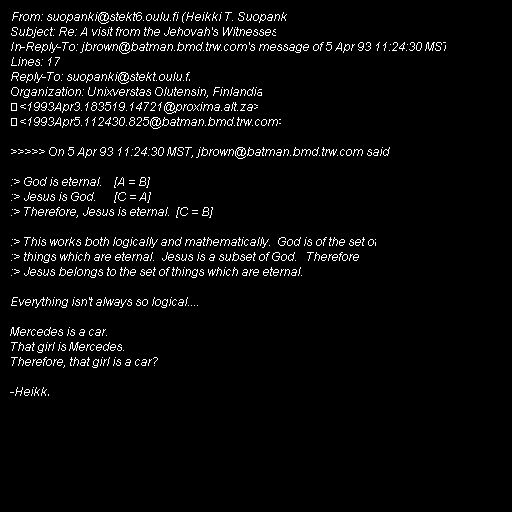 From: suopanki@stekt6.oulu.fi (Heikki T. Suopank
Subject: Re: A visit from the Jehovah's Witnesses
In-Reply-To: jbrown@batman.bmd.trw.com's message of 5 Apr 93 11:24:30 MST
Lines: 17
Reply-To: suopanki@stekt.oulu.f.
Organization: Unixverstas Olutensin, Finlandia
<1993Apr3.183519.14721@proxima.alt.za>
<1993Apr5.112430.825@batman.bmd.trw.com>

>>>>> On 5 Apr 93 11:24:30 MST, jbrown@batman.bmd.trw.com said

:> God is eternal. [A = B]
:> Jesus is God. [C = A]
:> Therefore, Jesus is eternal. [C = B]

:> This works both logically and mathematically. God is of the set of
:> things which are eternal. Jesus is a subset of God. Therefore
:> Jesus belongs to the set of things which are eternal.

Everything isn't always so logical....

Mercedes is a car.
That girl is Mercedes.
Therefore, that girl is a car?

-Heikk.